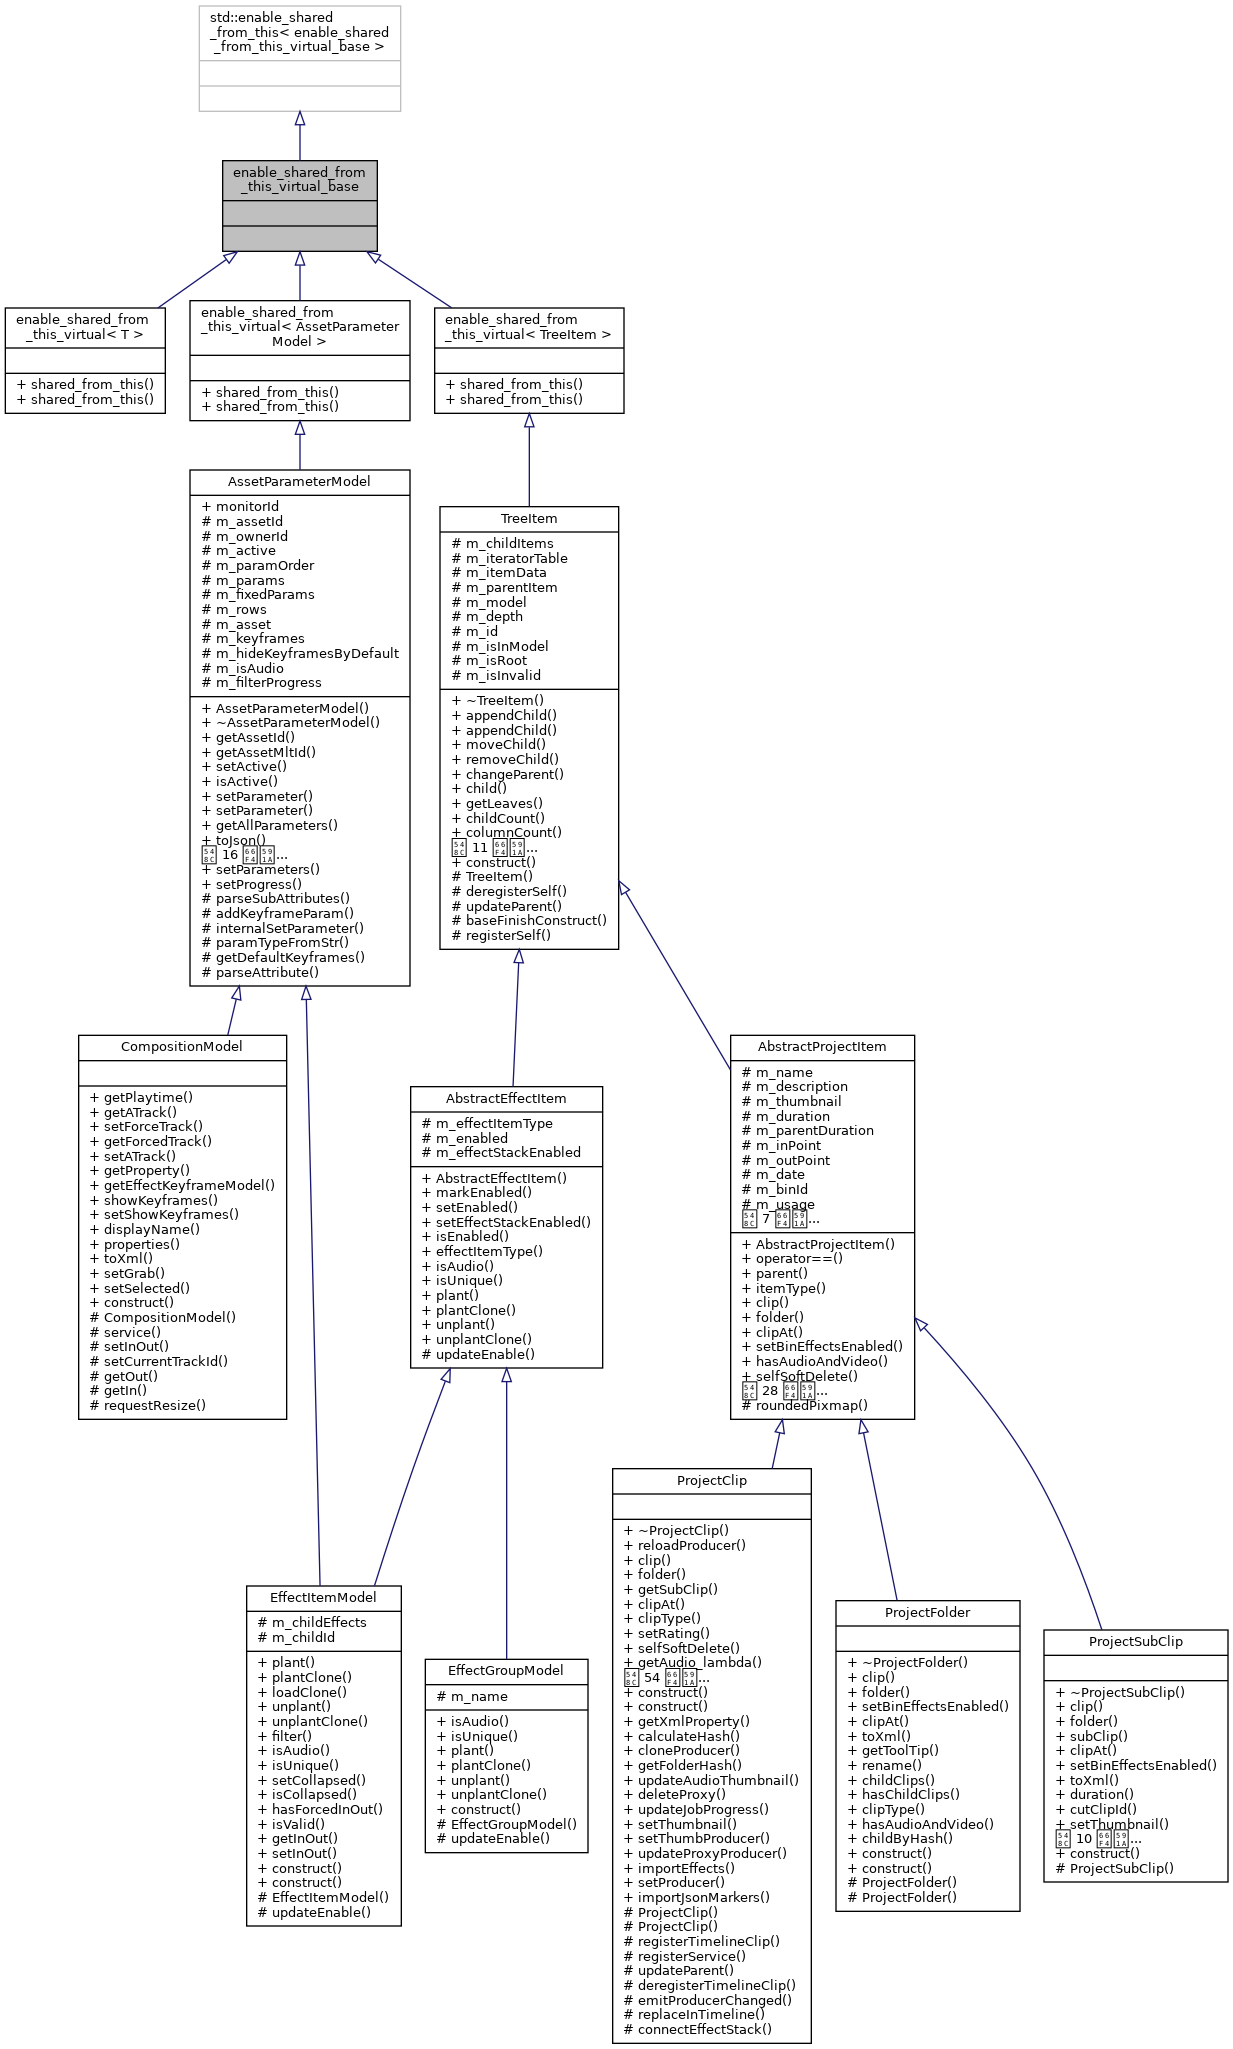 std::enable_shared
_from_this< enable_shared
_from_this_virtual_base >
enable_shared_from
_this_virtual_base
enable_shared_from
_this_virtual< T >
+ shared_from_this()
+ shared_from_this()
enable_shared_from
_this_virtual< AssetParameter
Model >
+ shared_from_this()
+ shared_from_this()
enable_shared_from
_this_virtual< TreeItem >
+ shared_from_this()
+ shared_from_this()
AssetParameterModel
+ monitorId
# m_assetId
# m_ownerId
# m_active
# m_paramOrder
# m_params
# m_fixedParams
# m_rows
# m_asset
# m_keyframes
# m_hideKeyframesByDefault
# m_isAudio
# m_filterProgress
+ AssetParameterModel()
+ ~AssetParameterModel()
+ getAssetId()
+ getAssetMltId()
+ setActive()
+ isActive()
+ setParameter()
+ setParameter()
+ getAllParameters()
+ toJson()
16 ...
+ setParameters()
+ setProgress()
# parseSubAttributes()
# addKeyframeParam()
# internalSetParameter()
# paramTypeFromStr()
# getDefaultKeyframes()
# parseAttribute()
TreeItem
# m_childItems
# m_iteratorTable
# m_itemData
# m_parentItem
# m_model
# m_depth
# m_id
# m_isInModel
# m_isRoot
# m_isInvalid
+ ~TreeItem()
+ appendChild()
+ appendChild()
+ moveChild()
+ removeChild()
+ changeParent()
+ child()
+ getLeaves()
+ childCount()
+ columnCount()
11 ...
+ construct()
# TreeItem()
# deregisterSelf()
# updateParent()
# baseFinishConstruct()
# registerSelf()
CompositionModel
+ getPlaytime()
+ getATrack()
+ setForceTrack()
+ getForcedTrack()
+ setATrack()
+ getProperty()
+ getEffectKeyframeModel()
+ showKeyframes()
+ setShowKeyframes()
+ displayName()
+ properties()
+ toXml()
+ setGrab()
+ setSelected()
+ construct()
# CompositionModel()
# service()
# setInOut()
# setCurrentTrackId()
# getOut()
# getIn()
# requestResize()
AbstractEffectItem
# m_effectItemType
# m_enabled
# m_effectStackEnabled
+ AbstractEffectItem()
+ markEnabled()
+ setEnabled()
+ setEffectStackEnabled()
+ isEnabled()
+ effectItemType()
+ isAudio()
+ isUnique()
+ plant()
+ plantClone()
+ unplant()
+ unplantClone()
# updateEnable()
AbstractProjectItem
# m_name
# m_description
# m_thumbnail
# m_duration
# m_parentDuration
# m_inPoint
# m_outPoint
# m_date
# m_binId
# m_usage
7 ...
+ AbstractProjectItem()
+ operator==()
+ parent()
+ itemType()
+ clip()
+ folder()
+ clipAt()
+ setBinEffectsEnabled()
+ hasAudioAndVideo()
+ selfSoftDelete()
28 ...
# roundedPixmap()
EffectItemModel
# m_childEffects
# m_childId
+ plant()
+ plantClone()
+ loadClone()
+ unplant()
+ unplantClone()
+ filter()
+ isAudio()
+ isUnique()
+ setCollapsed()
+ isCollapsed()
+ hasForcedInOut()
+ isValid()
+ getInOut()
+ setInOut()
+ construct()
+ construct()
# EffectItemModel()
# updateEnable()
EffectGroupModel
# m_name
+ isAudio()
+ isUnique()
+ plant()
+ plantClone()
+ unplant()
+ unplantClone()
+ construct()
# EffectGroupModel()
# updateEnable()
ProjectClip
+ ~ProjectClip()
+ reloadProducer()
+ clip()
+ folder()
+ getSubClip()
+ clipAt()
+ clipType()
+ setRating()
+ selfSoftDelete()
+ getAudio_lambda()
54 ...
+ construct()
+ construct()
+ getXmlProperty()
+ calculateHash()
+ cloneProducer()
+ getFolderHash()
+ updateAudioThumbnail()
+ deleteProxy()
+ updateJobProgress()
+ setThumbnail()
+ setThumbProducer()
+ updateProxyProducer()
+ importEffects()
+ setProducer()
+ importJsonMarkers()
# ProjectClip()
# ProjectClip()
# registerTimelineClip()
# registerService()
# updateParent()
# deregisterTimelineClip()
# emitProducerChanged()
# replaceInTimeline()
# connectEffectStack()
ProjectFolder
+ ~ProjectFolder()
+ clip()
+ folder()
+ setBinEffectsEnabled()
+ clipAt()
+ toXml()
+ getToolTip()
+ rename()
+ childClips()
+ hasChildClips()
+ clipType()
+ hasAudioAndVideo()
+ childByHash()
+ construct()
+ construct()
# ProjectFolder()
# ProjectFolder()
ProjectSubClip
+ ~ProjectSubClip()
+ clip()
+ folder()
+ subClip()
+ clipAt()
+ setBinEffectsEnabled()
+ toXml()
+ duration()
+ cutClipId()
+ setThumbnail()
10 ...
+ construct()
# ProjectSubClip()